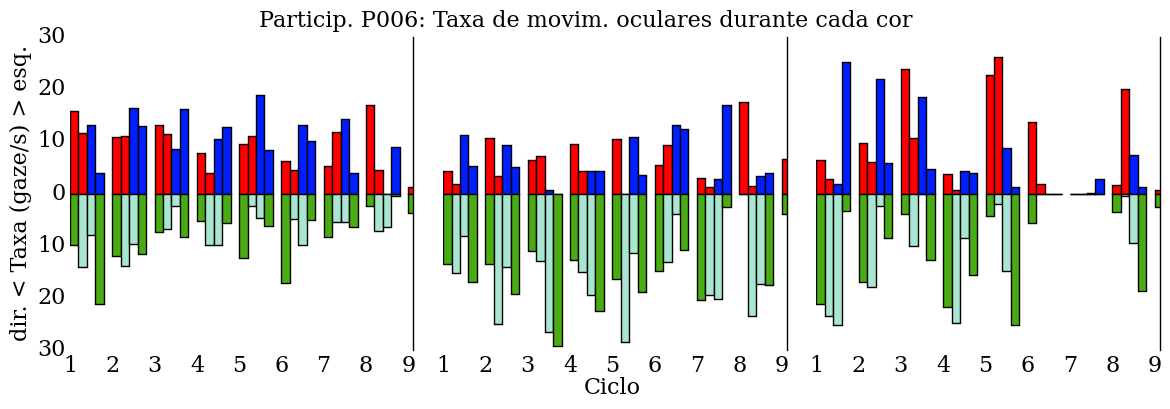 Particip. P006: Taxa de movim. oculares durante cada cor
dir. < Taxa (gaze/s) > esq.
30
20
10
0
10
20
30
1 2 3 4 5 6 7 8 9 1 2 3 4 5 6 7 8 9 1 2 3 4 5 6 7 8 9
Ciclo